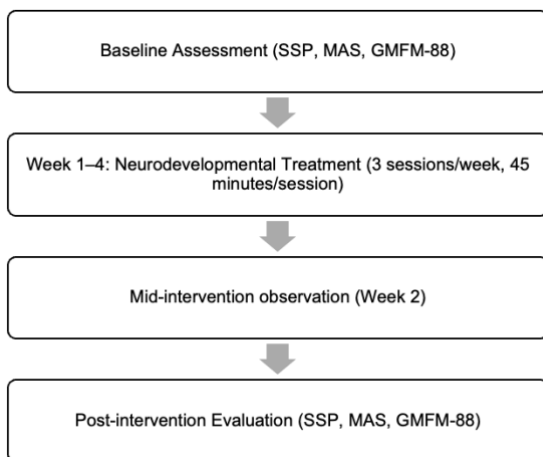 Baseline Assessment (SSP, MAS, GMFM-88)
Week 1–4: Neurodevelopmental Treatment (3 sessions/week, 45
minutes/session)
Mid-intervention observation (Week 2)
Post-intervention Evaluation (SSP, MAS, GMFM-88)